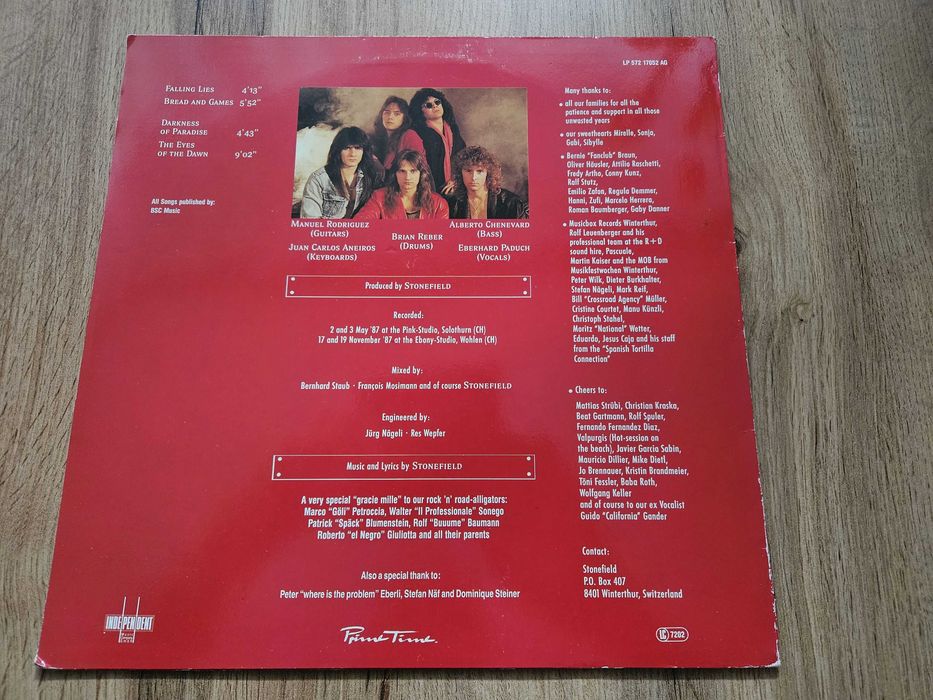 LP 572 17052 AG
FALLING LIES 4'13"
BREAD AND GAMES 5'52"
DARKNESS
OF PARADISE 4'43"
THE EYES
OF THE DAWN 9'02"
All Songs published by:
BSC Music
MANUEL RODRIGUEZ
(GUITARS)
JUAN CARLOS ANEIROS
(KEYBOARDS)
BRIAN REBER
(DRUMS)
ALBERTO CHENEVARD
(BASS)
EBERHARD PADUCH
(VOCALS)
Produced by STONEFIELD
Recorded:
2 and 3 May '87 at the Pink-Studio, Solothurn (CH)
17 and 19 November '87 at the Ebony-Studio, Wohlen (CH)
Mixed by:
Bernhard Staub · François Mosimann and of course STONEFIELD
Engineered by:
Jürg Nägeli · Res Wepfer
Music and Lyrics by STONEFIELD
A very special "gracie mille" to our rock 'n' road-alligators:
Marco "Göli" Petroccia, Walter "Il Professionale" Sonego
Patrick "Späck" Blumenstein, Rolf "Buuume" Baumann
Roberto "el Negro" Giuliotta and all their parents
Also a special thank to:
Peter "where is the problem" Eberli, Stefan Näf and Dominique Steiner
Many thanks to:
• all our families for all the
patience and support in all those
unwasted years
• our sweethearts Mirelle, Sonja,
Gabi, Sibylle
• Bernie "Fanclub" Braun,
Oliver Häusler, Attilio Raschetti,
Fredy Artho, Conny Kunz,
Ralf Stutz,
Emilio Zafan, Regula Demmer,
Hanni, Zufi, Marcelo Herrera,
Roman Baumberger, Gaby Danner
• Musicbox Records Winterthur,
Rolf Leuenberger and his
professional team at the R+D
sound hire, Pascuale,
Martin Kaiser and the MOB from
Musikfestwochen Winterthur,
Peter Wilk, Dieter Burkhalter,
Stefan Nägeli, Mark Reif,
Bill "Crossroad Agency" Müller,
Cristine Courtet, Manu Künzli,
Christoph Stahel,
Moritz "National" Wetter,
Eduardo, Jesus Caja and his staff
from the "Spanish Tortilla
Connection"
• Cheers to:
Mattias Strübi, Christian Kraska,
Beat Gartmann, Rolf Spuler,
Fernando Fernandez Diaz,
Valpurgis (Hot-session on
the beach), Javier Garcia Sabin,
Mauricio Dillier, Mike Dietl,
Jo Brennauer, Kristin Brandmeier,
Töni Fessler, Baba Roth,
Wolfgang Keller
and of course to our ex Vocalist
Guido "California" Gander
Contact:
Stonefield
P.O. Box 407
8401 Winterthur, Switzerland
INDEPENDENT
Prime Time
LC 7202